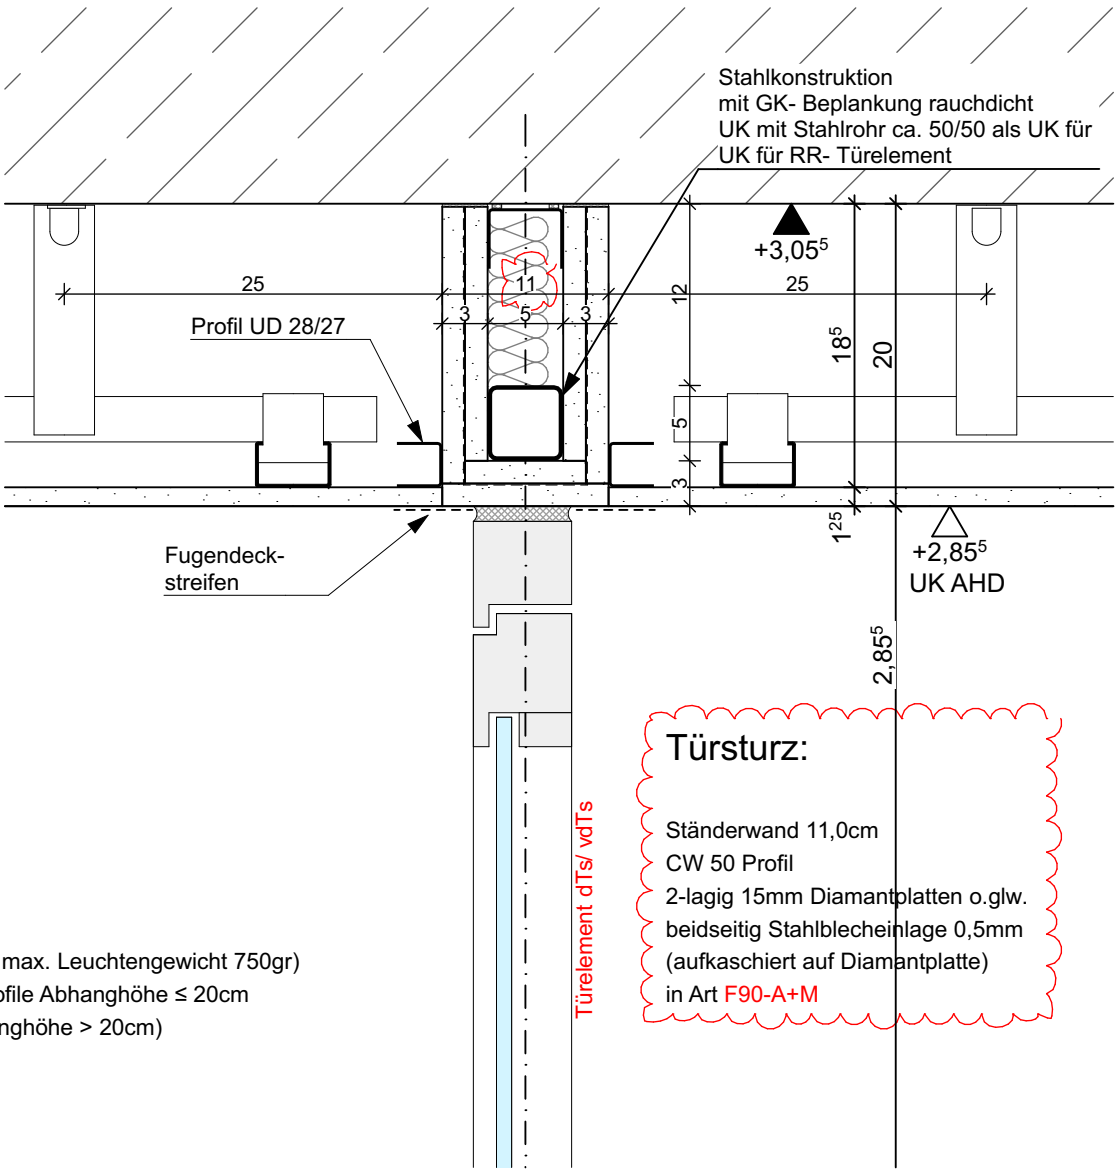 Stahlkonstruktion
mit GK- Beplankung rauchdicht
UK mit Stahlrohr ca. 50/50 als UK für
UK für RR- Türelement
+3,05⁵
25
11
25
12
3
5
3
Profil UD 28/27
18⁵
20
5
3
1²⁵
Fugendeck-
streifen
+2,85⁵
UK AHD
2,85⁵
Türsturz:
Ständerwand 11,0cm
CW 50 Profil
2-lagig 15mm Diamantplatten o.glw.
beidseitig Stahlblecheinlage 0,5mm
(aufkaschiert auf Diamantplatte)
in Art F90-A+M
Türelement dTs/ vdTs
max. Leuchtengewicht 750gr)
ofile Abhanghöhe ≤ 20cm
anghöhe > 20cm)